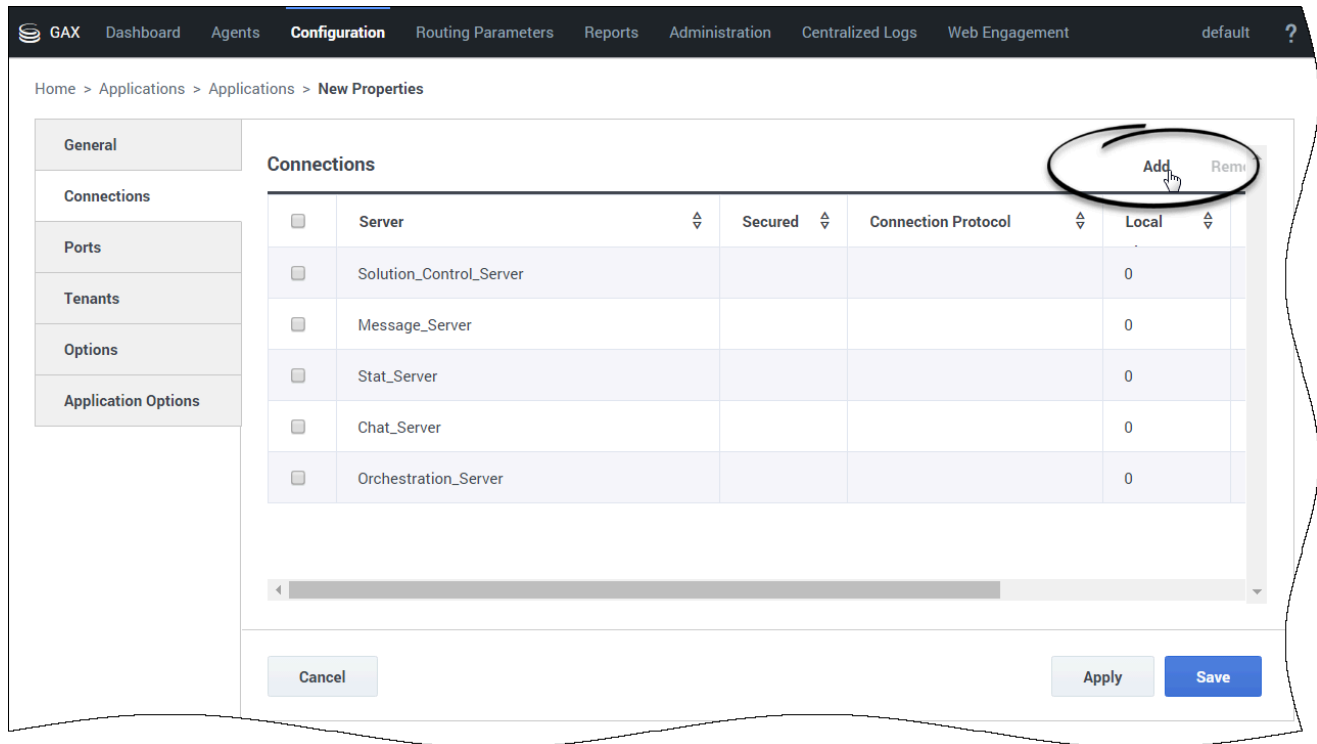 GAX Dashboard Agents Configuration Routing Parameters Reports Administration Centralized Logs Web Engagement default ?
Home > Applications > Applications > New Properties
General
Connections
Ports
Tenants
Options
Application Options
Connections Add
Server Secured Connection Protocol Local
Solution_Control_Server 0
Message_Server 0
Stat_Server 0
Chat_Server 0
Orchestration_Server 0
Cancel Apply Save